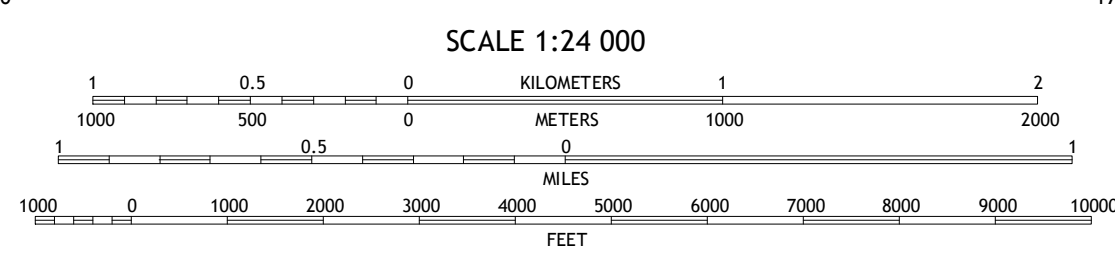 SCALE 1:24 000
1 0.5 0 KILOMETERS 1 2
1000 500 0 METERS 1000 2000
1 0.5 0 1
MILES
1000 0 1000 2000 3000 4000 5000 6000 7000 8000 9000 10000
FEET